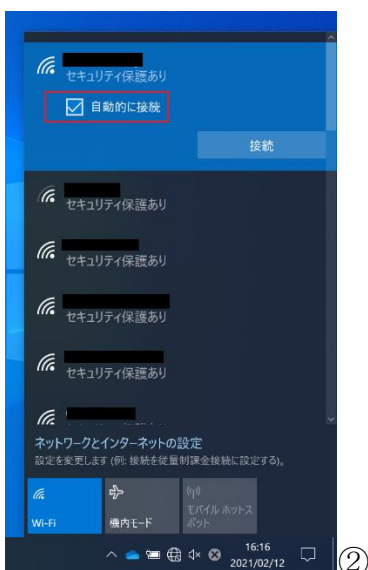 セキュリティ保護あり
自動的に接続
接続
セキュリティ保護あり
セキュリティ保護あり
セキュリティ保護あり
セキュリティ保護あり
ネットワークとインターネットの設定
設定を変更します (例: 接続を従量制課金接続に設定する)。
Wi-Fi
機内モード
モバイル ホットス
ポット
16:16
2021/02/12
②